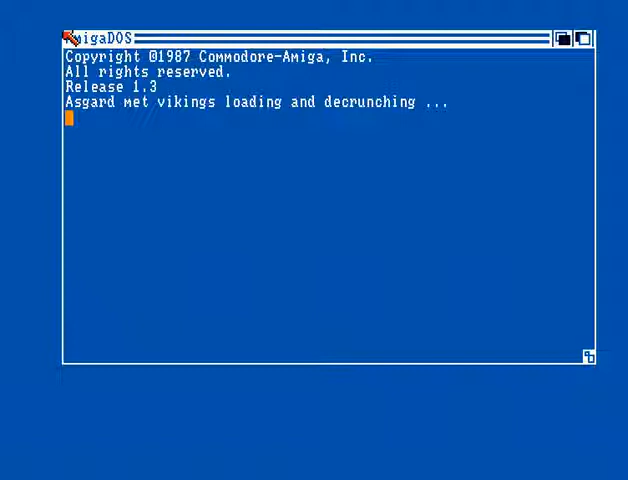 AmigaDOS
Copyright @1987 Commodore-Amiga, Inc.
All rights reserved.
Release 1.3
Asgard met vikings loading and decrunching ...